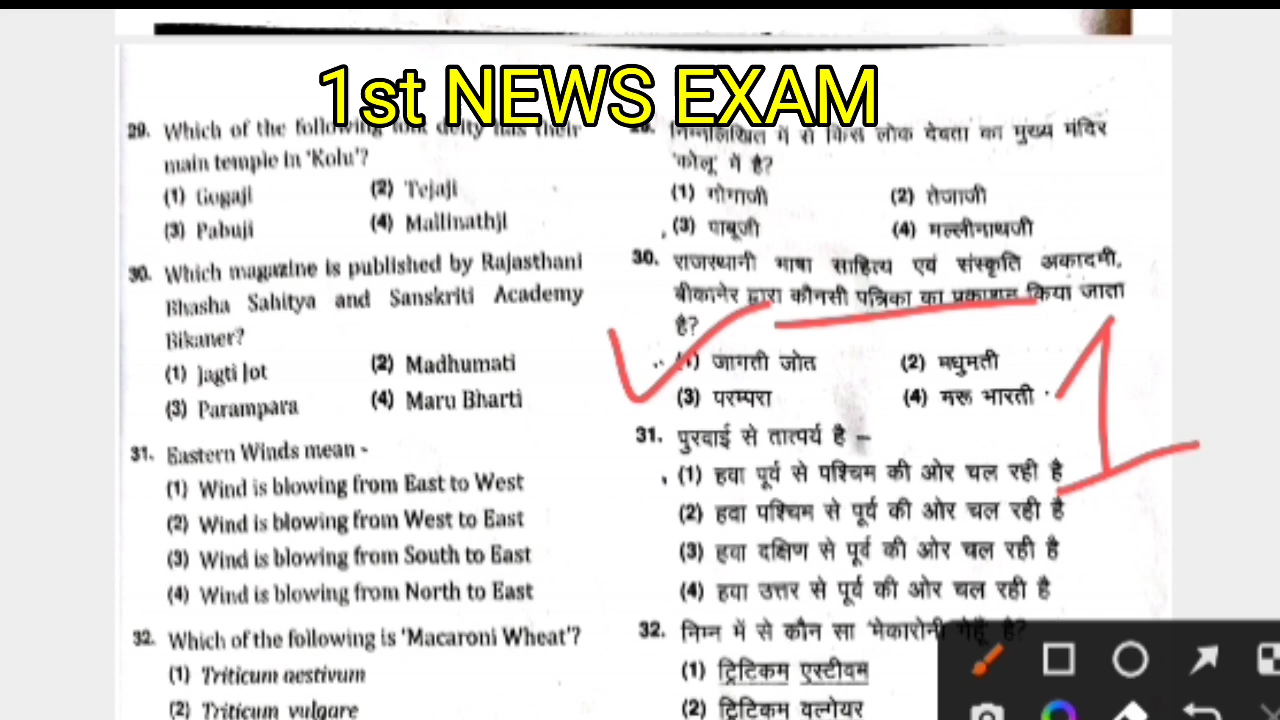 1st NEWS EXAM
29. Which of the following folk deity has their
main temple in 'Kolu'?
(1) Gogaji (2) Tejaji
(3) Pabuji (4) Mallinathji
30. Which magazine is published by Rajasthani
Bhasha Sahitya and Sanskriti Academy
Bikaner?
(1) Jagti Jot (2) Madhumati
(3) Parampara (4) Maru Bharti
31. Eastern Winds mean -
(1) Wind is blowing from East to West
(2) Wind is blowing from West to East
(3) Wind is blowing from South to East
(4) Wind is blowing from North to East
32. Which of the following is 'Macaroni Wheat'?
(1) Triticum aestivum
(2) Triticum vulgare
निम्नलिखित में से किस लोक देवता का मुख्य मंदिर
'कोलू' में है?
(1) गोगाजी (2) तेजाजी
(3) पाबूजी (4) मल्लीनाथजी
30. राजस्थानी भाषा साहित्य एवं संस्कृति अकादमी,
बीकानेर द्वारा कौनसी पत्रिका का प्रकाशन किया जाता
है?
(1) जागती जोत (2) मधुमती
(3) परम्परा (4) मरू भारती
1
31. पुरवाई से तात्पर्य है –
(1) हवा पूर्व से पश्चिम की ओर चल रही है
(2) हवा पश्चिम से पूर्व की ओर चल रही है
(3) हवा दक्षिण से पूर्व की ओर चल रही है
(4) हवा उत्तर से पूर्व की ओर चल रही है
32. निम्न में से कौन सा 'मेकारोनी गेहूँ' है?
(1) ट्रिटिकम एस्टीवम
(2) ट्रिटिकम वल्गेयर